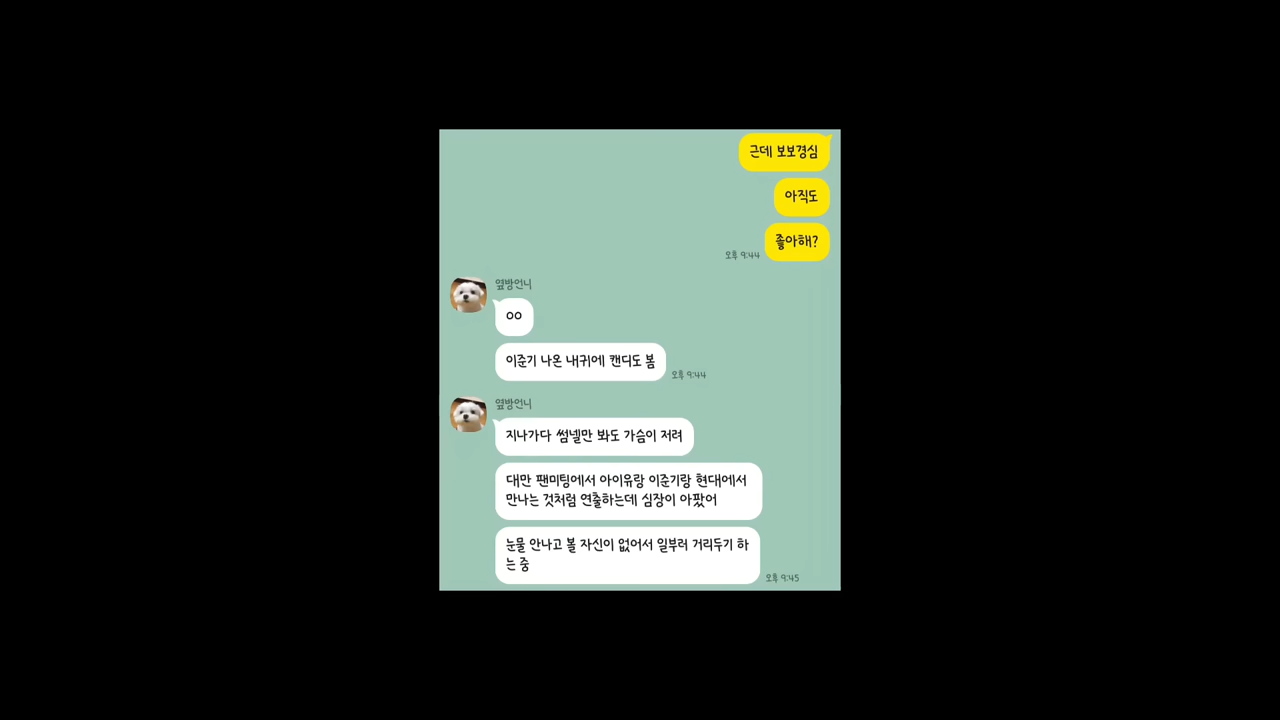 근데 보보경심
아직도
좋아해?
오후 9:44
옆방언니
ㅇㅇ
이준기 나온 내귀에 캔디도 봄
오후 9:44
옆방언니
지나가다 썸넬만 봐도 가슴이 저려
대만 팬미팅에서 아이유랑 이준기랑 현대에서
만나는 것처럼 연출하는데 심장이 아팠어
눈물 안나고 볼 자신이 없어서 일부러 거리두기 하
는 중
오후 9:45